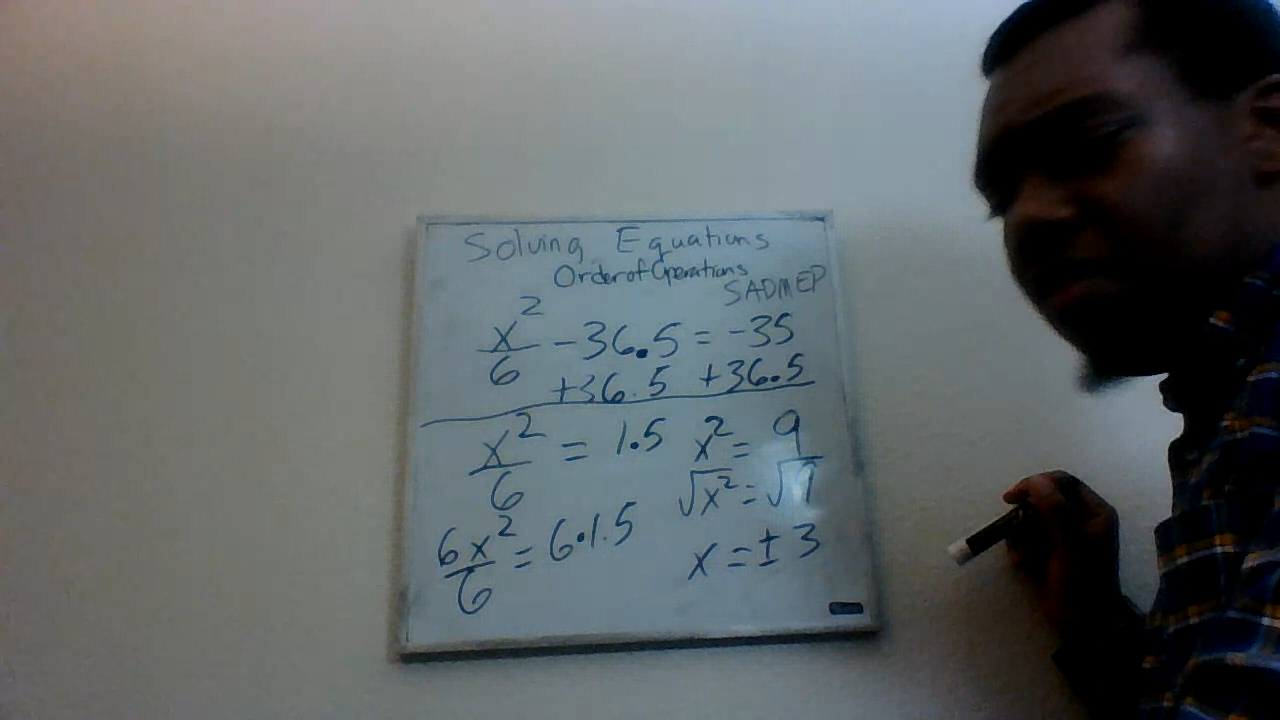 Solving Equations
Order of Operations
SADMEP
x²/6 - 36.5 = -35
+36.5 +36.5
x²/6 = 1.5
6x²/6 = 6·1.5
x² = 9
√x² = √9
x = ± 3